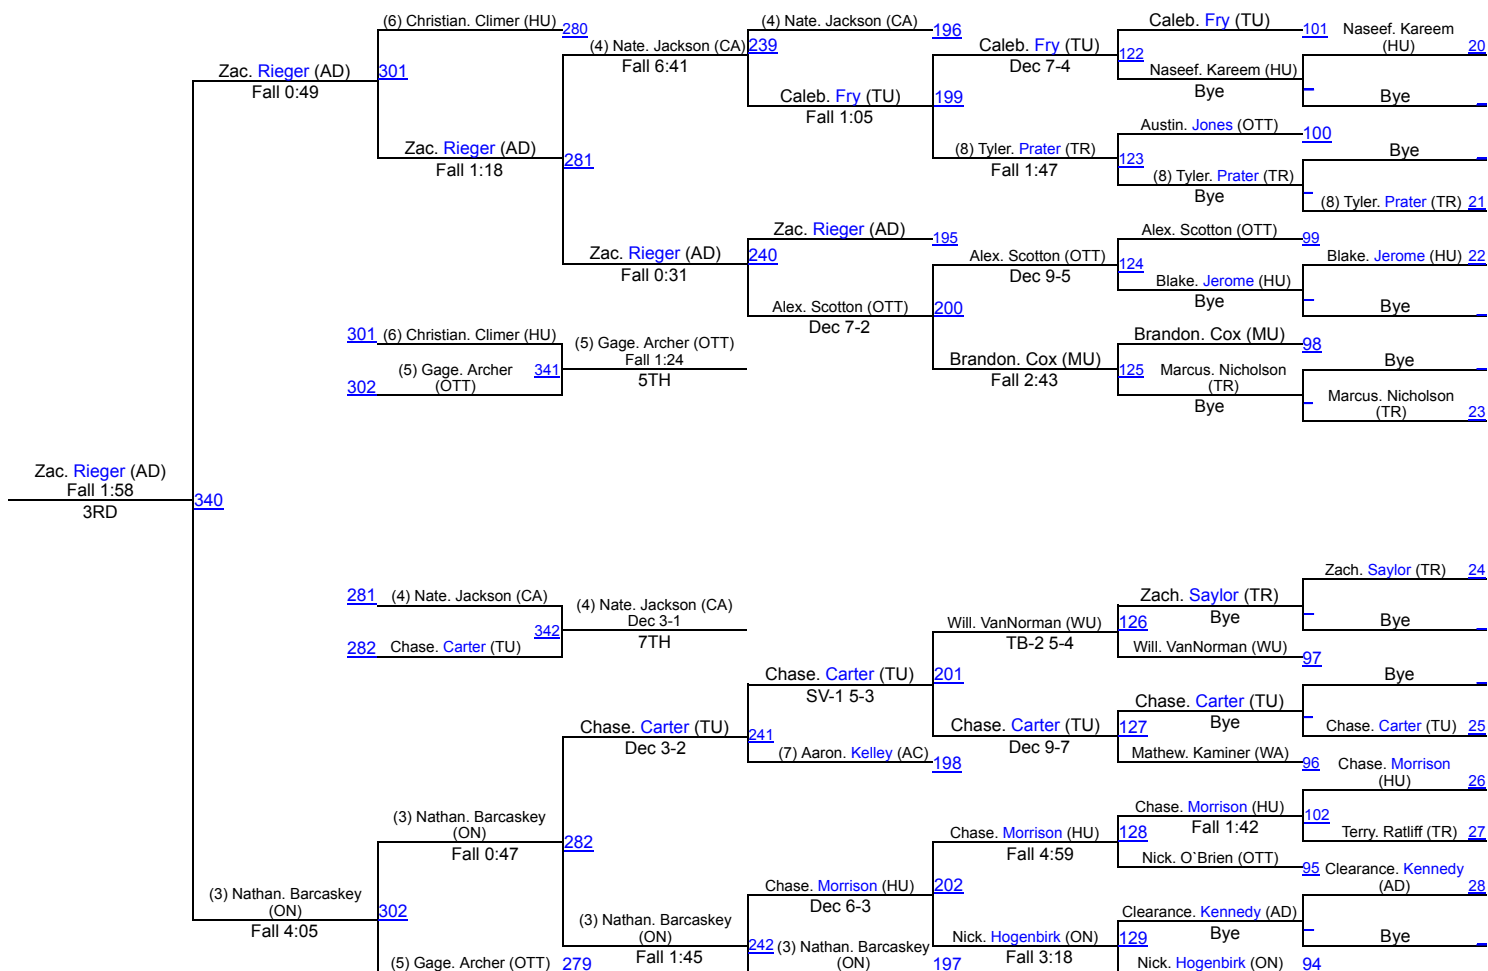 (6) Christian. Climer (HU)
280
(4) Nate. Jackson (CA)
196
Caleb. Fry (TU)
101
Naseef. Kareem
(HU)
20
Zac. Rieger (AD)
Fall 0:49
301
(4) Nate. Jackson (CA)
Fall 6:41
239
Caleb. Fry (TU)
Dec 7-4
122
Naseef. Kareem (HU)
Bye
Bye
Caleb. Fry (TU)
Fall 1:05
199
Austin. Jones (OTT)
100
Bye
Zac. Rieger (AD)
Fall 1:18
281
(8) Tyler. Prater (TR)
Fall 1:47
123
(8) Tyler. Prater (TR)
Bye
(8) Tyler. Prater (TR)
21
Zac. Rieger (AD)
195
Alex. Scotton (OTT)
99
Zac. Rieger (AD)
Fall 0:31
240
Alex. Scotton (OTT)
Dec 9-5
124
Blake. Jerome (HU)
22
Blake. Jerome (HU)
Bye
Bye
Alex. Scotton (OTT)
Dec 7-2
200
301
(6) Christian. Climer (HU)
(5) Gage. Archer
(OTT)
302
341
(5) Gage. Archer (OTT)
Fall 1:24
5TH
Brandon. Cox (MU)
Fall 2:43
125
Brandon. Cox (MU)
98
Marcus. Nicholson
(TR)
Bye
Bye
Marcus. Nicholson
(TR)
23
Zac. Rieger (AD)
Fall 1:58
3RD
340
281
(4) Nate. Jackson (CA)
282
Chase. Carter (TU)
342
(4) Nate. Jackson (CA)
Dec 3-1
7TH
Zach. Saylor (TR)
24
Zach. Saylor (TR)
Bye
Bye
Will. VanNorman (WU)
TB-2 5-4
126
Will. VanNorman (WU)
97
Chase. Carter (TU)
SV-1 5-3
201
Bye
Chase. Carter (TU)
Bye
Chase. Carter (TU)
25
Chase. Carter (TU)
Dec 3-2
241
Chase. Carter (TU)
Dec 9-7
127
(7) Aaron. Kelley (AC)
198
Mathew. Kaminer (WA)
96
Chase. Morrison
(HU)
26
(3) Nathan. Barcaskey
(ON)
Fall 0:47
282
Chase. Morrison (HU)
Fall 4:59
128
Chase. Morrison (HU)
Fall 1:42
102
Terry. Ratliff (TR)
27
Nick. O`Brien (OTT)
95
Clearance. Kennedy
(AD)
28
(3) Nathan. Barcaskey
(ON)
Fall 4:05
302
Chase. Morrison (HU)
Dec 6-3
202
Clearance. Kennedy (AD)
Bye
Bye
(3) Nathan. Barcaskey
(ON)
Fall 1:45
242
Nick. Hogenbirk (ON)
Fall 3:18
129
(5) Gage. Archer (OTT)
279
(3) Nathan. Barcaskey
(ON)
197
Nick. Hogenbirk (ON)
94